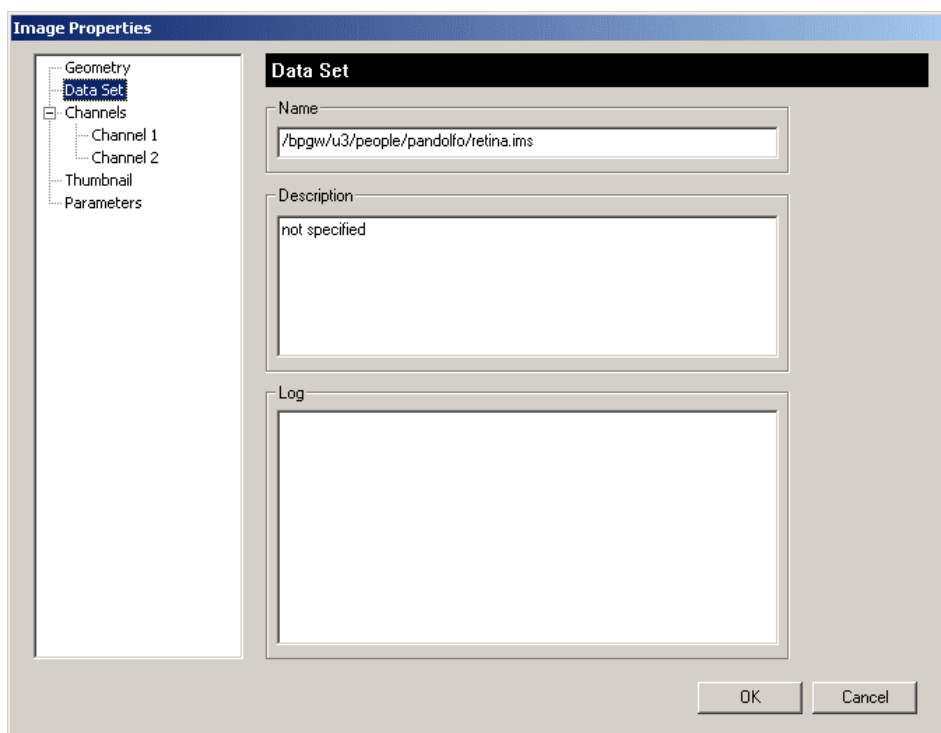 Image Properties
Geometry
Data Set
Channels
Channel 1
Channel 2
Thumbnail
Parameters
Data Set
Name
/bpgw/u3/people/pandolfo/retina.ims
Description
not specified
Log
OK
Cancel